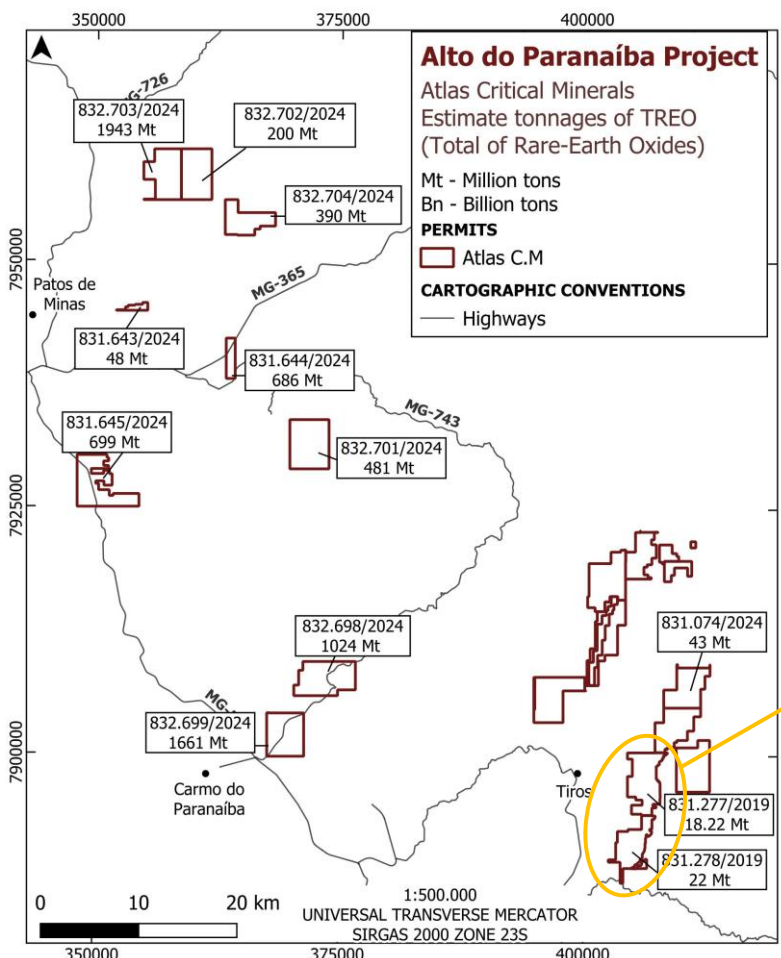 350000
375000
400000
Alto do Paranaíba Project
Atlas Critical Minerals
Estimate tonnages of TREO
(Total of Rare-Earth Oxides)
Mt - Million tons
Bn - Billion tons
PERMITS
Atlas C.M
CARTOGRAPHIC CONVENTIONS
Highways
MG-726
832.703/2024
1943 Mt
832.702/2024
200 Mt
832.704/2024
390 Mt
7950000
Patos de
Minas
MG-365
831.643/2024
48 Mt
831.644/2024
686 Mt
MG-743
831.645/2024
699 Mt
832.701/2024
481 Mt
7925000
832.698/2024
1024 Mt
831.074/2024
43 Mt
MG-
832.699/2024
1661 Mt
7900000
Carmo do
Paranaíba
Tiros
831.277/2019
18.22 Mt
831.278/2019
22 Mt
0
10
20 km
1:500.000
UNIVERSAL TRANSVERSE MERCATOR
SIRGAS 2000 ZONE 23S
350000
375000
400000